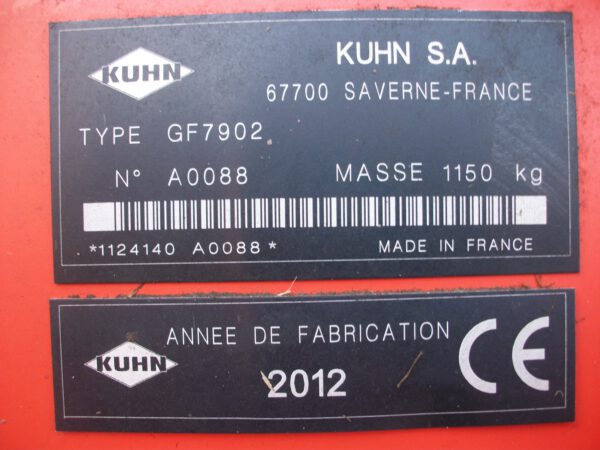 KUHN
KUHN S.A.
67700 SAVERNE-FRANCE
TYPE GF7902
N° A0088 MASSE 1150 kg
*1124140 A0088* MADE IN FRANCE
KUHN
ANNEE DE FABRICATION
2012
CE